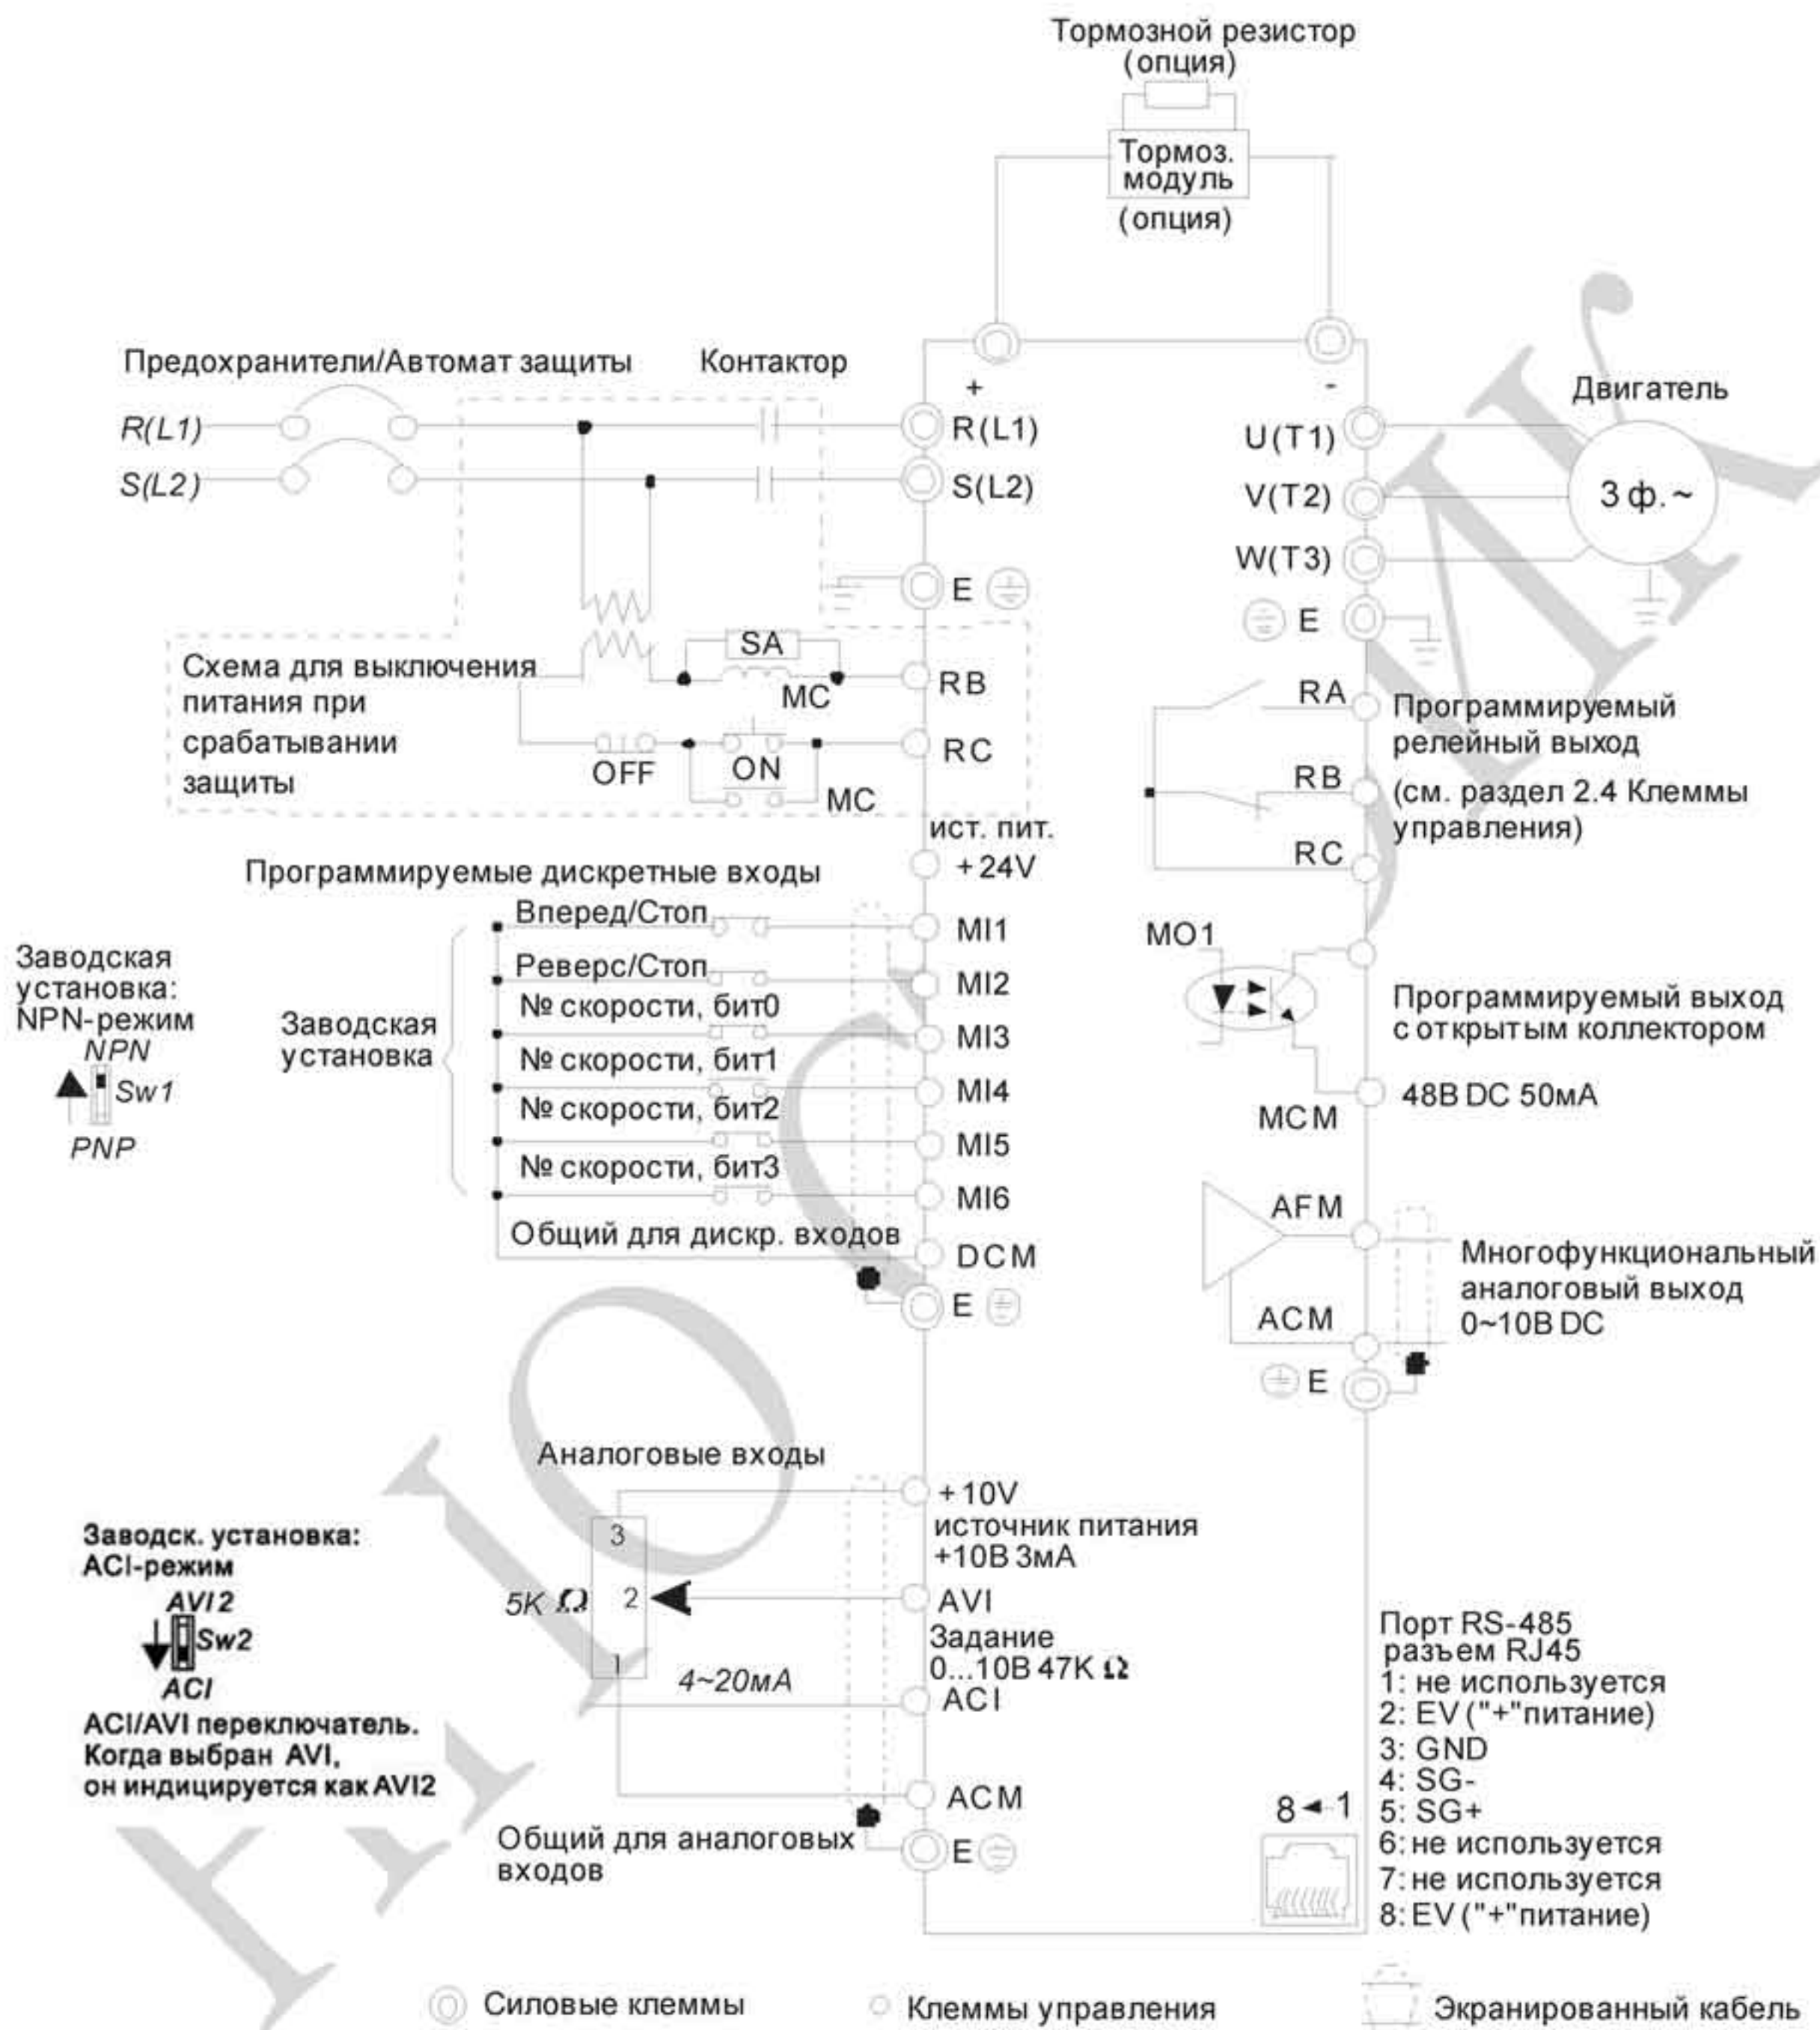 Тормозной резистор
(опция)
Тормоз.
модуль
(опция)
Предохранители/Автомат защиты
Контактор
+
-
Двигатель
R(L1)
R(L1)
U(T1)
S(L2)
S(L2)
V(T2)
3 ф. ~
W(T3)
E
E
Схема для выключения
питания при
срабатывании
защиты
SA
MC
RB
OFF
ON
MC
RC
RA
RB
RC
Программируемый
релейный выход
(см. раздел 2.4 Клеммы
управления)
ист. пит.
+24V
Программируемые дискретные входы
Вперед/Стоп
MI1
Реверс/Стоп
MI2
№ скорости, бит0
MI3
№ скорости, бит1
MI4
№ скорости, бит2
MI5
№ скорости, бит3
MI6
Общий для дискр. входов
DCM
E
Заводская
установка:
NPN-режим
NPN
Sw1
PNP
Заводская
установка
MO1
Программируемый выход
с открытым коллектором
48В DC 50мА
MCM
AFM
Многофункциональный
аналоговый выход
0~10В DC
ACM
E
Аналоговые входы
+10V
источник питания
+10В 3мА
3
5K Ω
2
1
AVI
Задание
0...10В 47K Ω
4~20мА
ACI
ACM
Общий для аналоговых
входов
E
Заводск. установка:
ACI-режим
AVI2
Sw2
ACI
ACI/AVI переключатель.
Когда выбран AVI,
он индицируется как AVI2
Порт RS-485
разъем RJ45
1: не используется
2: EV ("+"питание)
3: GND
4: SG-
5: SG+
6: не используется
7: не используется
8: EV ("+"питание)
8 ◄ 1
Силовые клеммы
Клеммы управления
Экранированный кабель